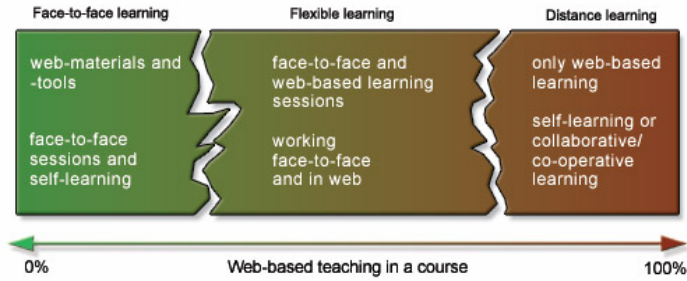 Face-to-face learning
Flexible learning
Distance learning
web-materials and
-tools
face-to-face
sessions and
self-learning
face-to-face and
web-based learning
sessions
working
face-to-face
and in web
only web-based
learning
self-learning or
collaborative/
co-operative
learning
0%
Web-based teaching in a course
100%